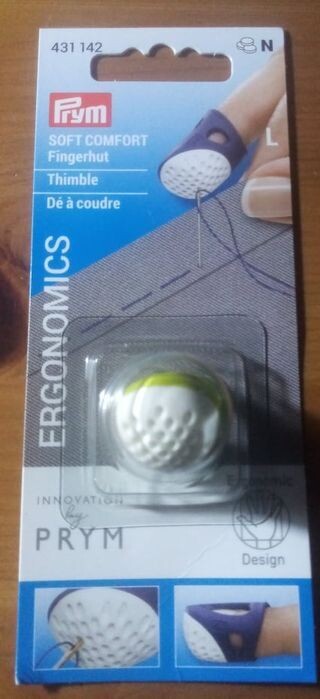 431 142
N
Prym
L
SOFT COMFORT
Fingerhut
Thimble
Dé à coudre
ERGONOMICS
INNOVATION
by
PRYM
Ergonomic
Design